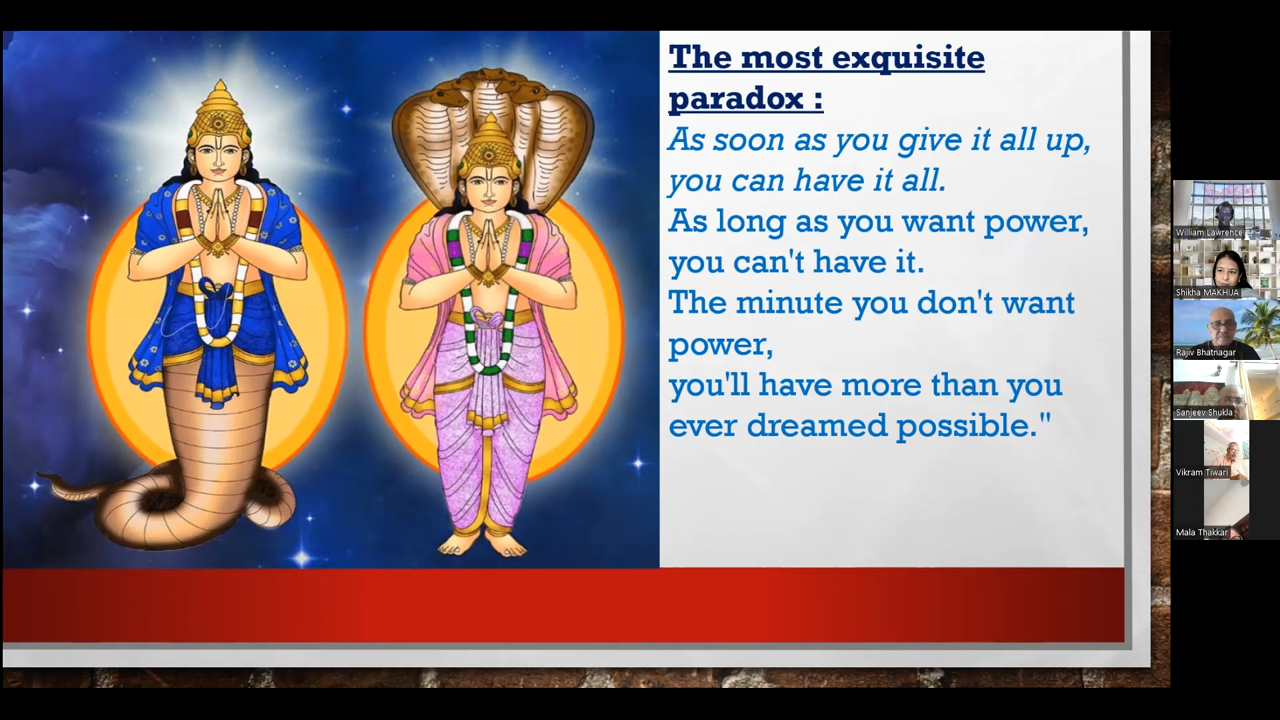 The most exquisite
paradox :
As soon as you give it all up,
you can have it all.
As long as you want power,
you can't have it.
The minute you don't want
power,
you'll have more than you
ever dreamed possible."
William Lawrence
Shikha MAKHIJA
Rajiv Bhatnagar
Sanjeev Shukla
Vikram Tiwari
Mala Thakkar